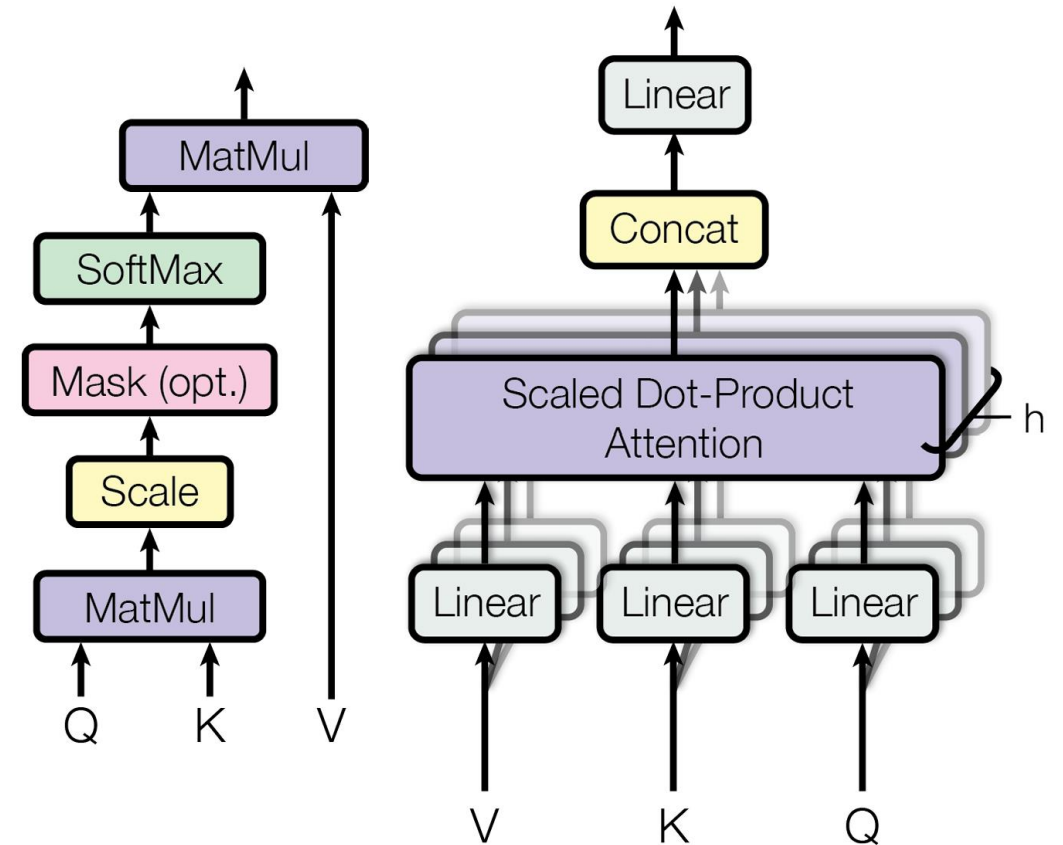 MatMul
SoftMax
Mask (opt.)
Scale
MatMul
Q K V
Linear
Concat
Scaled Dot-Product
Attention
h
Linear Linear Linear
V K Q